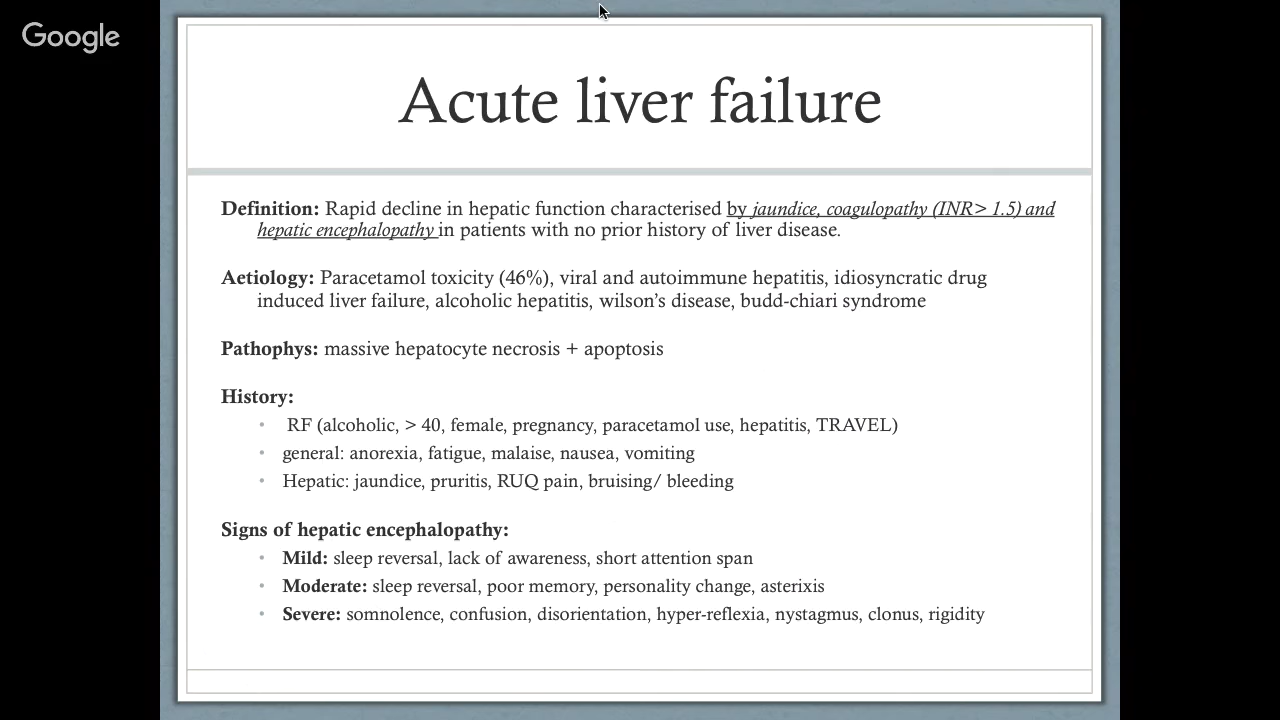 Google
Acute liver failure
Definition: Rapid decline in hepatic function characterised by jaundice, coagulopathy (INR> 1.5) and
hepatic encephalopathy in patients with no prior history of liver disease.
Aetiology: Paracetamol toxicity (46%), viral and autoimmune hepatitis, idiosyncratic drug
induced liver failure, alcoholic hepatitis, wilson's disease, budd-chiari syndrome
Pathophys: massive hepatocyte necrosis + apoptosis
History:
• RF (alcoholic, > 40, female, pregnancy, paracetamol use, hepatitis, TRAVEL)
• general: anorexia, fatigue, malaise, nausea, vomiting
• Hepatic: jaundice, pruritis, RUQ pain, bruising/ bleeding
Signs of hepatic encephalopathy:
• Mild: sleep reversal, lack of awareness, short attention span
• Moderate: sleep reversal, poor memory, personality change, asterixis
• Severe: somnolence, confusion, disorientation, hyper-reflexia, nystagmus, clonus, rigidity